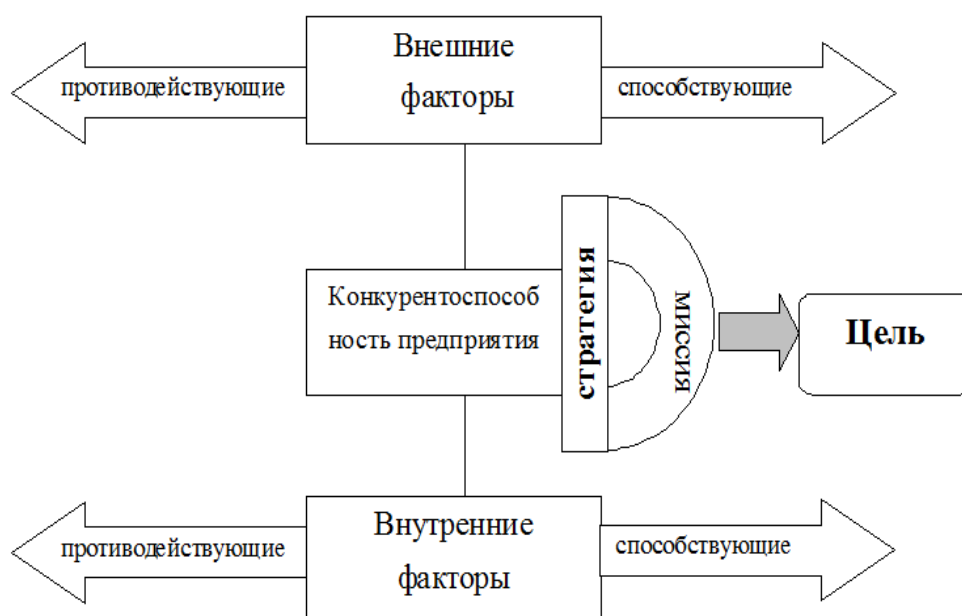 Внешние
факторы
противодействующие
способствующие
Конкурентоспособ
ность предприятия
стратегия
миссия
Цель
Внутренние
факторы
противодействующие
способствующие